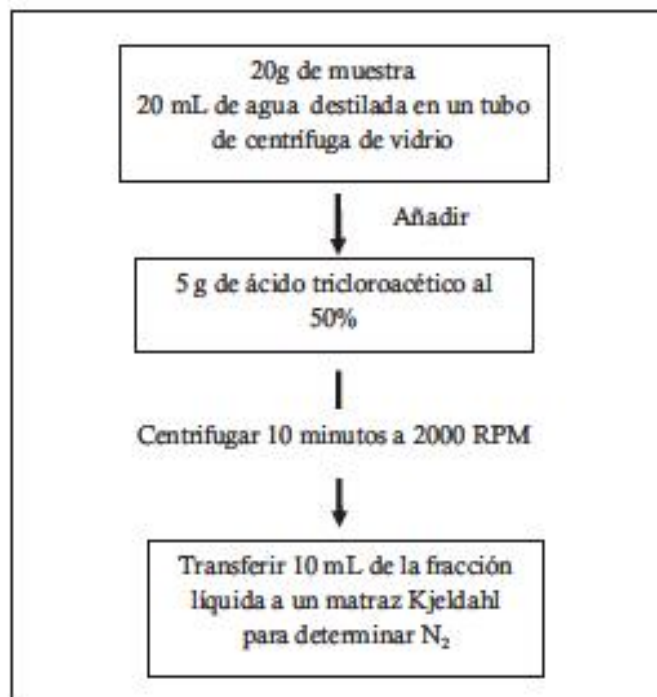 20g de muestra
20 mL de agua destilada en un tubo
de centrífuga de vidrio
Añadir
5 g de ácido tricloroacético al
50%
Centrifugar 10 minutos a 2000 RPM
Transferir 10 mL de la fracción
líquida a un matraz Kjeldahl
para determinar N₂